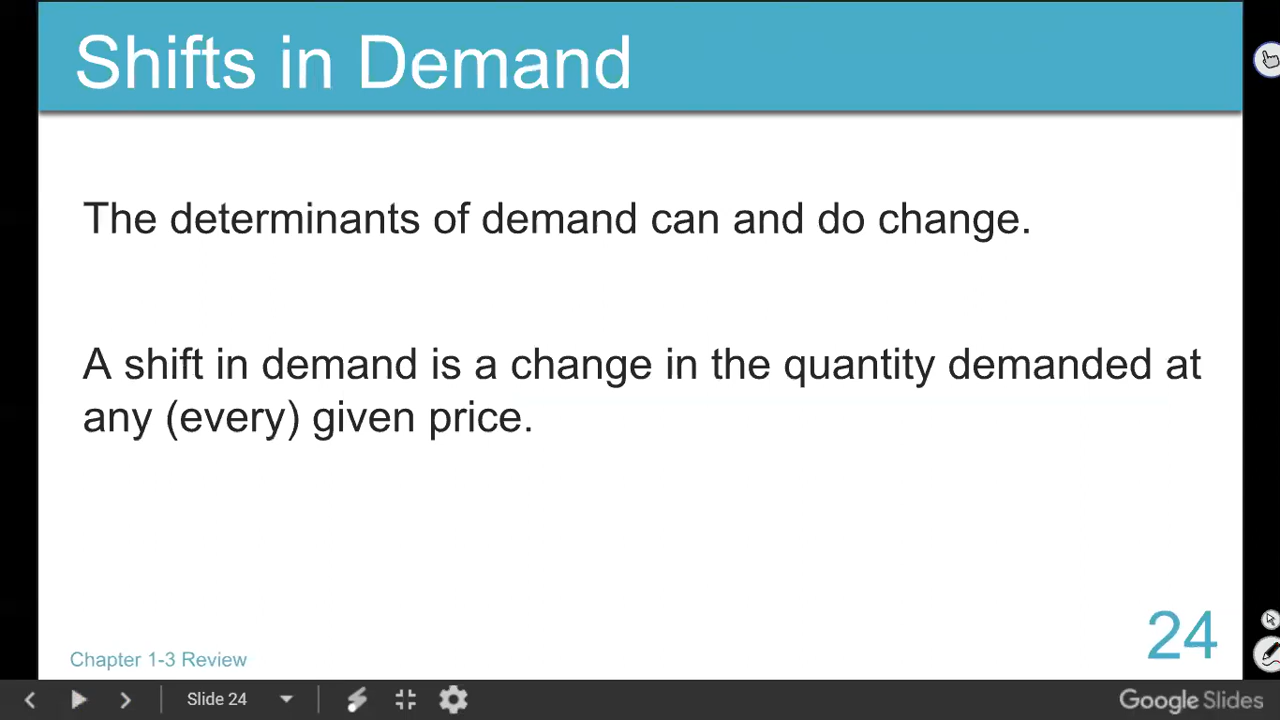 Shifts in Demand
The determinants of demand can and do change.
A shift in demand is a change in the quantity demanded at
any (every) given price.
24
Chapter 1-3 Review
Slide 24
Google Slides